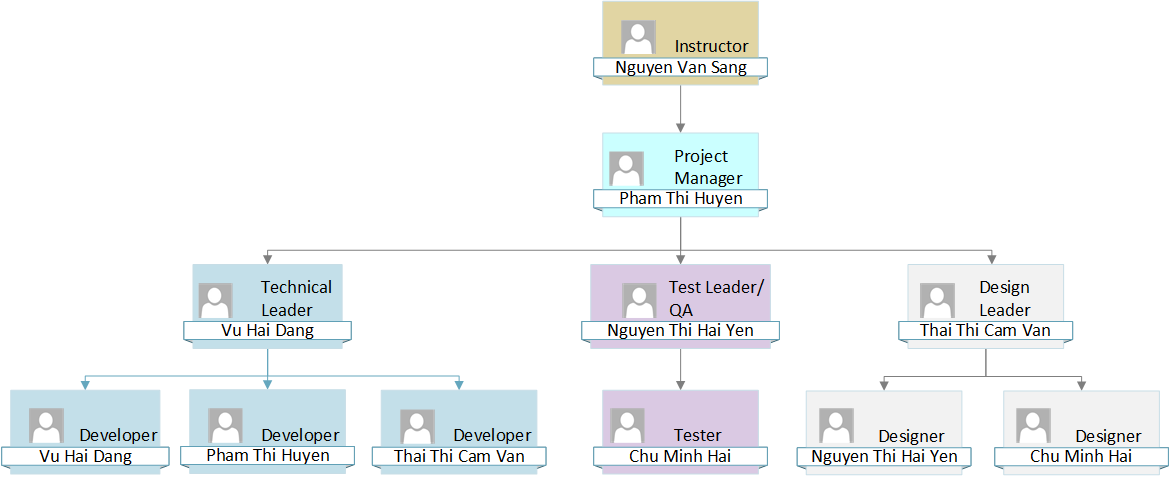 Instructor
Nguyen Van Sang
Project
Manager
Pham Thi Huyen
Technical
Leader
Vu Hai Dang
Test Leader/
QA
Nguyen Thi Hai Yen
Design
Leader
Thai Thi Cam Van
Developer
Vu Hai Dang
Developer
Pham Thi Huyen
Developer
Thai Thi Cam Van
Tester
Chu Minh Hai
Designer
Nguyen Thi Hai Yen
Designer
Chu Minh Hai